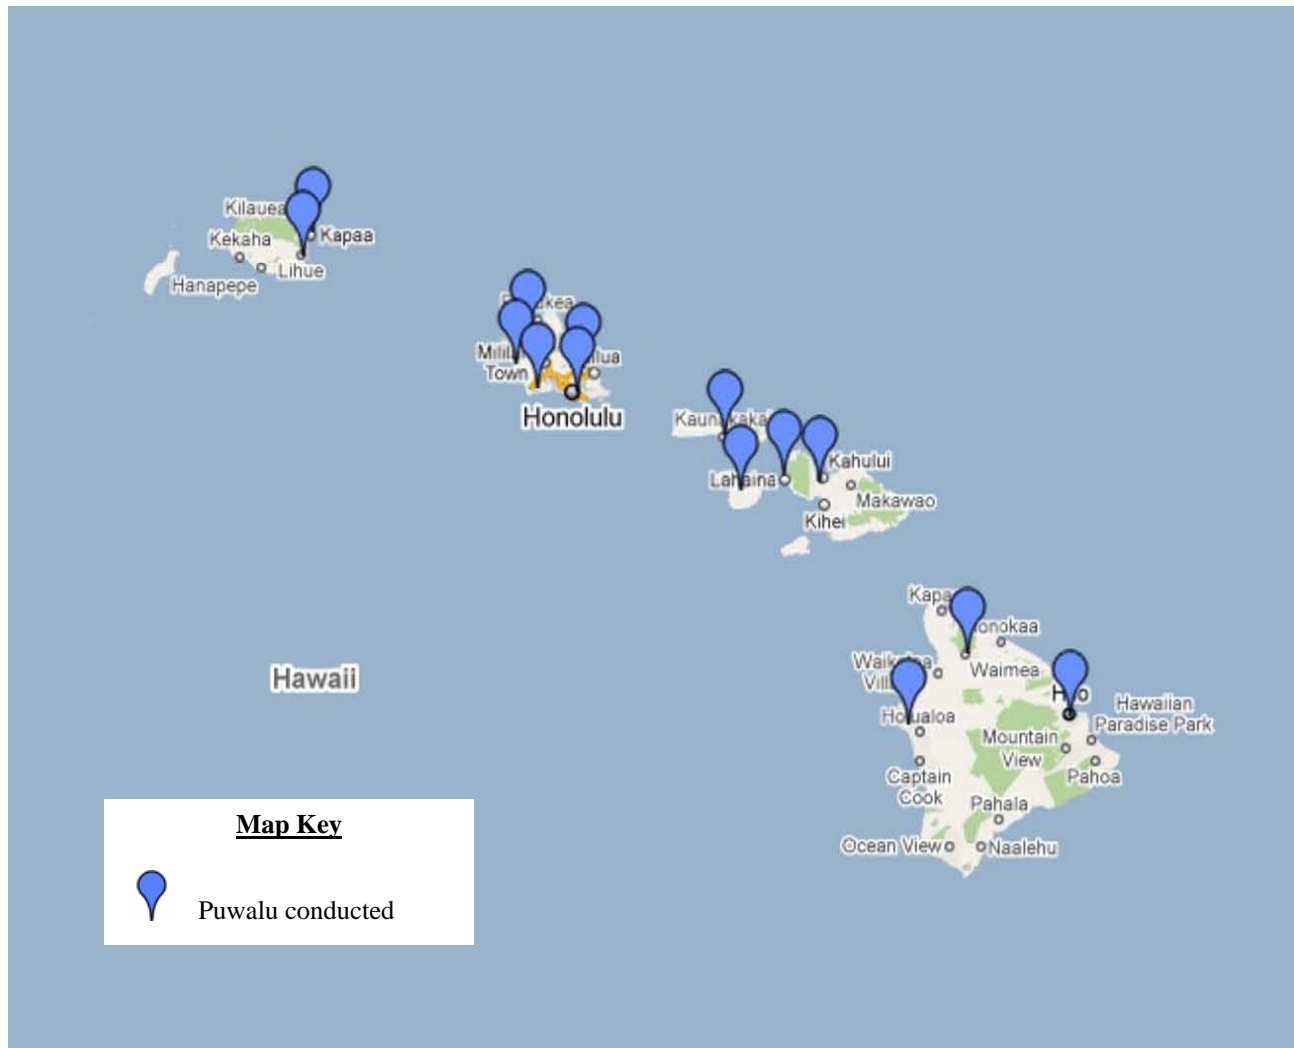 Kilauea
Kekaha
Kapaa
Lihue
Hanapepe
Town
Honolulu
Lahaina
Kahului
Makawao
Kihei
Hawaii
Waimea
Hawaiian
Paradise Park
Mountain
View
Pahoa
Captain
Cook
Pahala
Ocean View
Naalehu
Map Key
Puwalu conducted